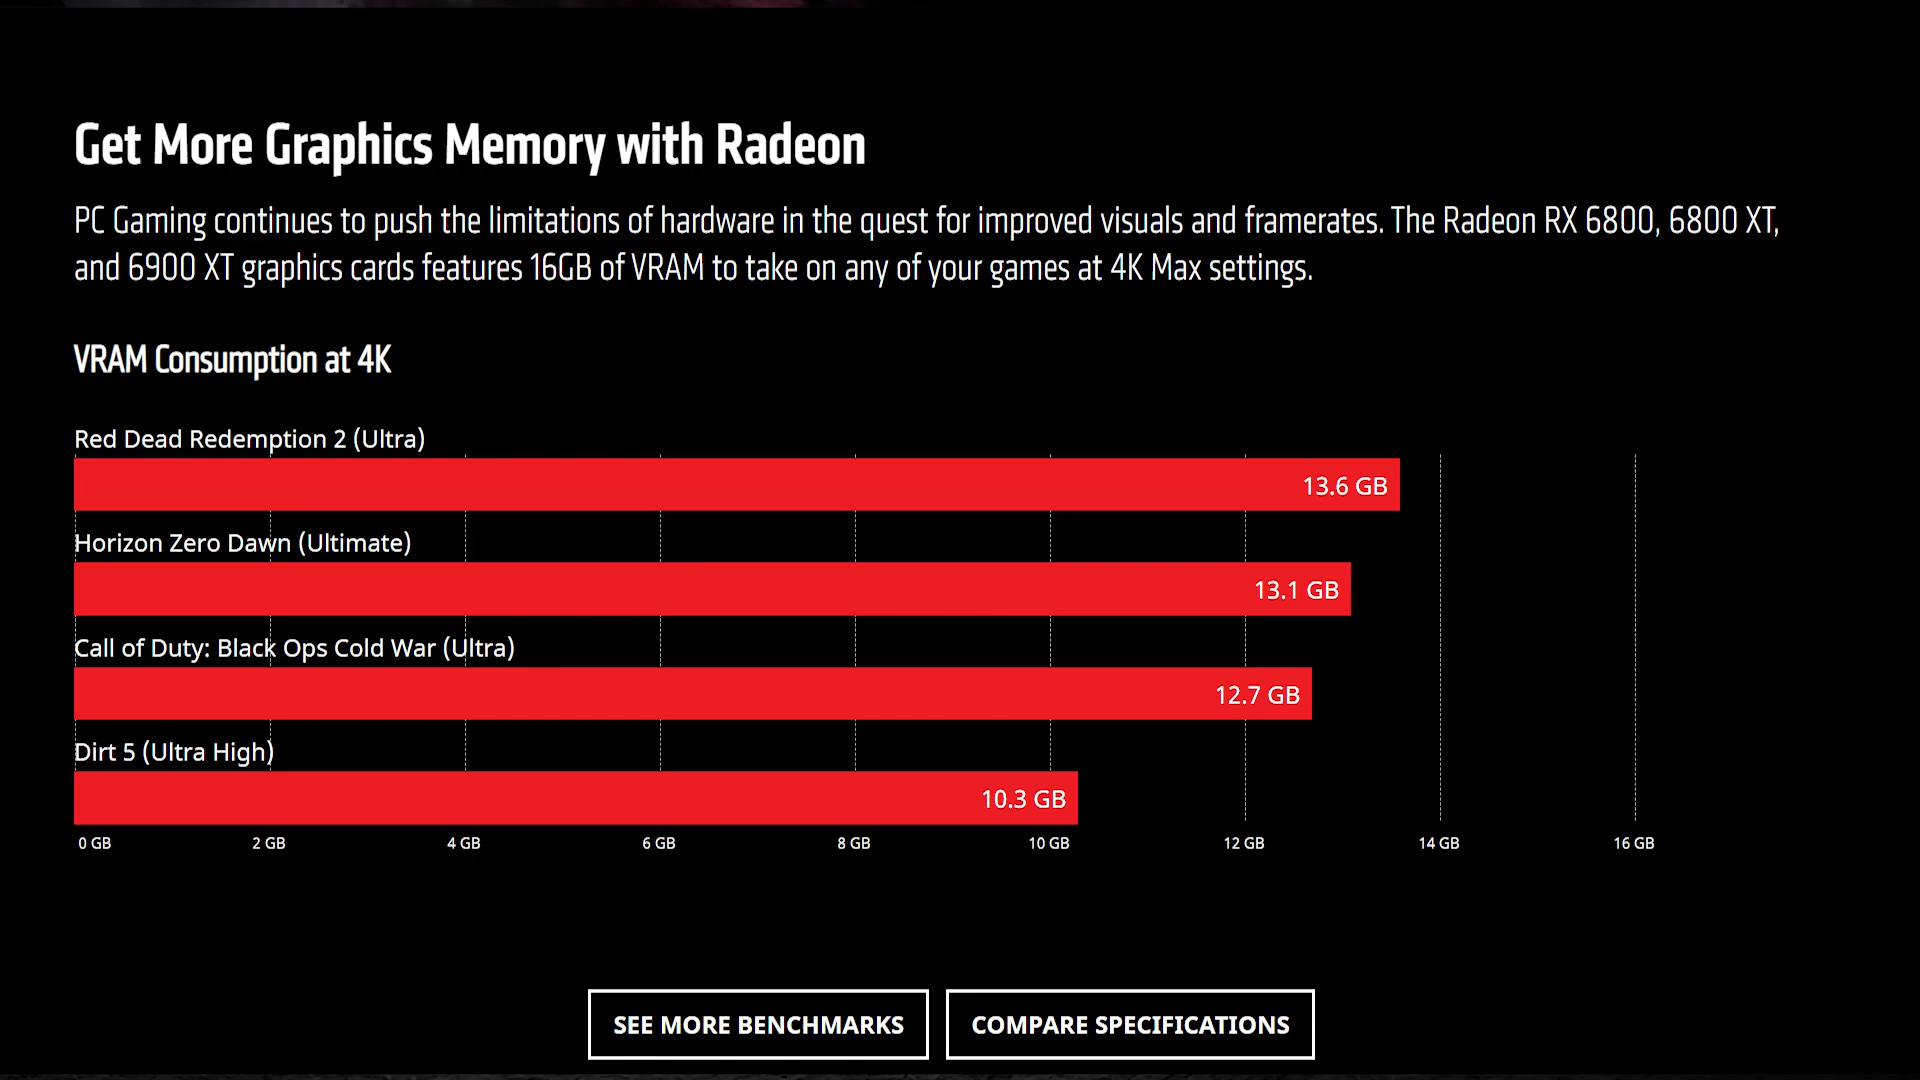 Get More Graphics Memory with Radeon
PC Gaming continues to push the limitations of hardware in the quest for improved visuals and framerates. The Radeon RX 6800, 6800 XT,
and 6900 XT graphics cards features 16GB of VRAM to take on any of your games at 4K Max settings.
VRAM Consumption at 4K
Red Dead Redemption 2 (Ultra)
13.6 GB
Horizon Zero Dawn (Ultimate)
13.1 GB
Call of Duty: Black Ops Cold War (Ultra)
12.7 GB
Dirt 5 (Ultra High)
10.3 GB
0 GB 2 GB 4 GB 6 GB 8 GB 10 GB 12 GB 14 GB 16 GB
SEE MORE BENCHMARKS COMPARE SPECIFICATIONS